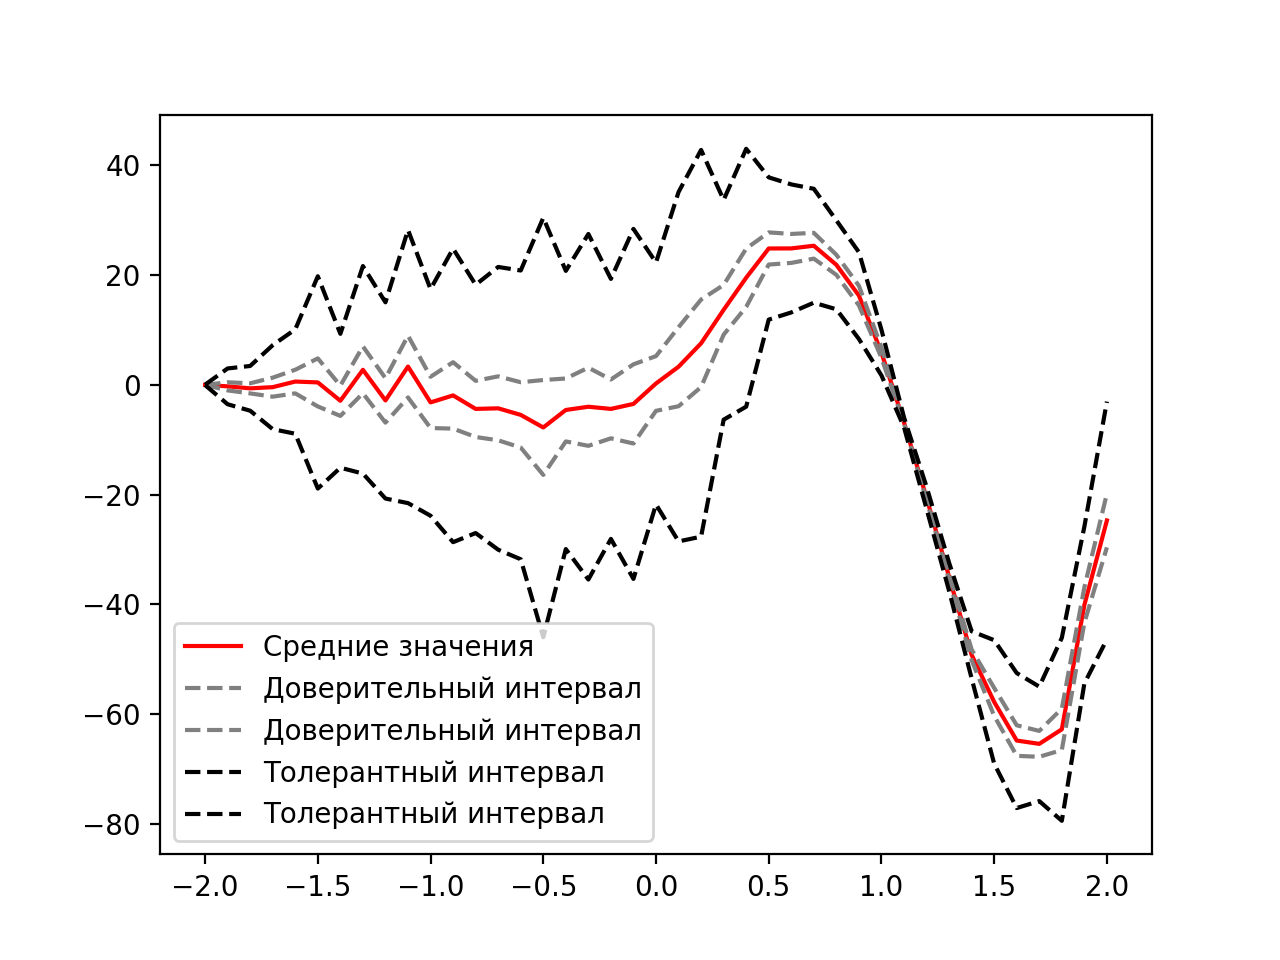 40
20
0
−20
−40
−60
−80
Средние значения
Доверительный интервал
Доверительный интервал
Толерантный интервал
Толерантный интервал
−2.0 −1.5 −1.0 −0.5 0.0 0.5 1.0 1.5 2.0